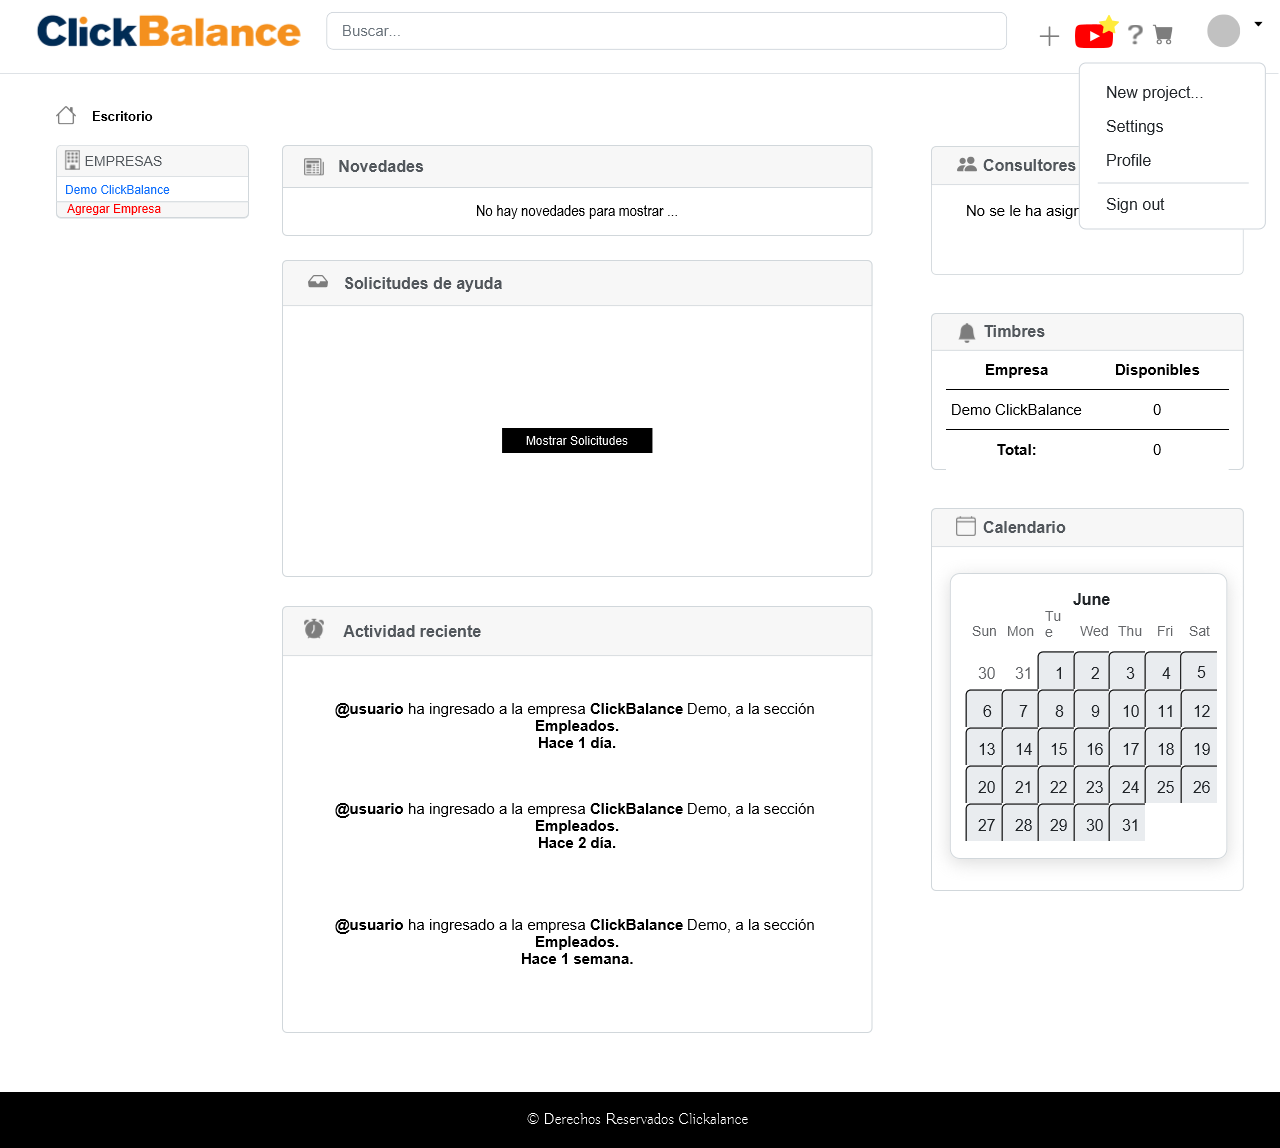 ClickBalance
Buscar...
New project...
Settings
Profile
Sign out
Escritorio
EMPRESAS
Demo ClickBalance
Agregar Empresa
Novedades
No hay novedades para mostrar ...
Solicitudes de ayuda
Mostrar Solicitudes
Actividad reciente
@usuario ha ingresado a la empresa ClickBalance Demo, a la sección
Empleados.
Hace 1 día.
@usuario ha ingresado a la empresa ClickBalance Demo, a la sección
Empleados.
Hace 2 día.
@usuario ha ingresado a la empresa ClickBalance Demo, a la sección
Empleados.
Hace 1 semana.
Consultores
No se le ha asigr
Timbres
Empresa Disponibles
Demo ClickBalance 0
Total: 0
Calendario
June
Sun Mon Tue Wed Thu Fri Sat
30 31 1 2 3 4 5
6 7 8 9 10 11 12
13 14 15 16 17 18 19
20 21 22 23 24 25 26
27 28 29 30 31
© Derechos Reservados Clickalance